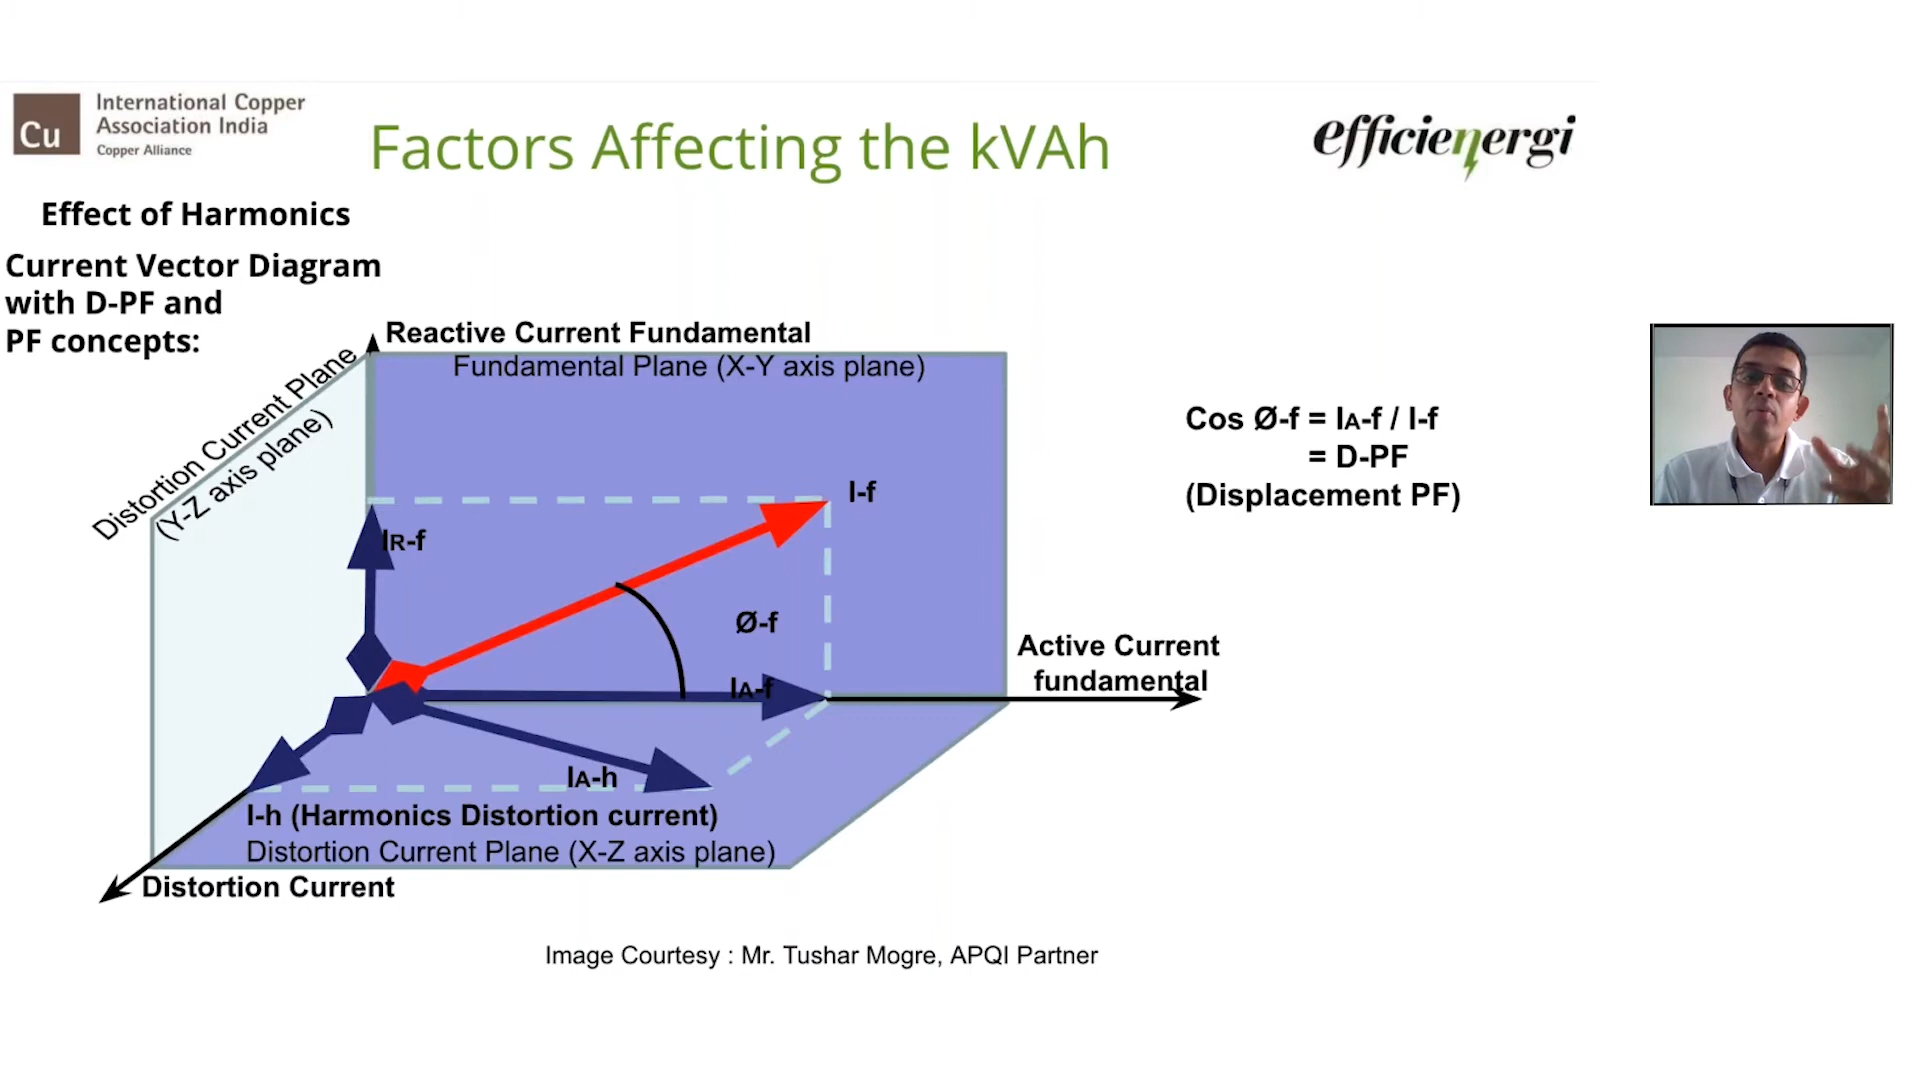 Cu
International Copper
Association India
Copper Alliance
Factors Affecting the kVAh
efficienergi
Effect of Harmonics
Current Vector Diagram
with D-PF and
PF concepts:
Reactive Current Fundamental
Fundamental Plane (X-Y axis plane)
Distortion Current Plane
(Y-Z axis plane)
Cos Ø-f = IA-f / I-f
= D-PF
(Displacement PF)
I-f
IR-f
Ø-f
Active Current
fundamental
IA-f
IA-h
I-h (Harmonics Distortion current)
Distortion Current Plane (X-Z axis plane)
Distortion Current
Image Courtesy : Mr. Tushar Mogre, APQI Partner